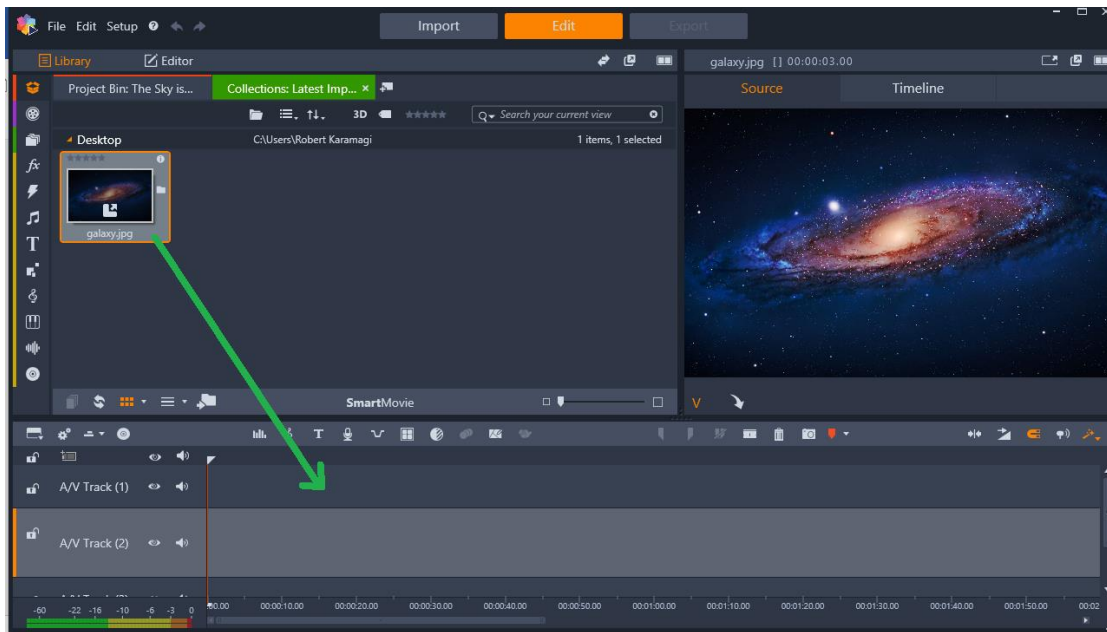 File Edit Setup
Import
Edit
Export
Library
Editor
galaxy.jpg [] 00:00:03.00
Project Bin: The Sky is...
Collections: Latest Imp... ×
Source
Timeline
3D
Search your current view
Desktop
C:\Users\Robert Karamagi
1 items, 1 selected
galaxy.jpg
fx
T
SmartMovie
V
T
A/V Track (1)
A/V Track (2)
-60 -22 -16 -10 -6 -3 0
00:00:10.00 00:00:20.00 00:00:30.00 00:00:40.00 00:00:50.00 00:01:00.00 00:01:10.00 00:01:20.00 00:01:30.00 00:01:40.00 00:01:50.00 00:02